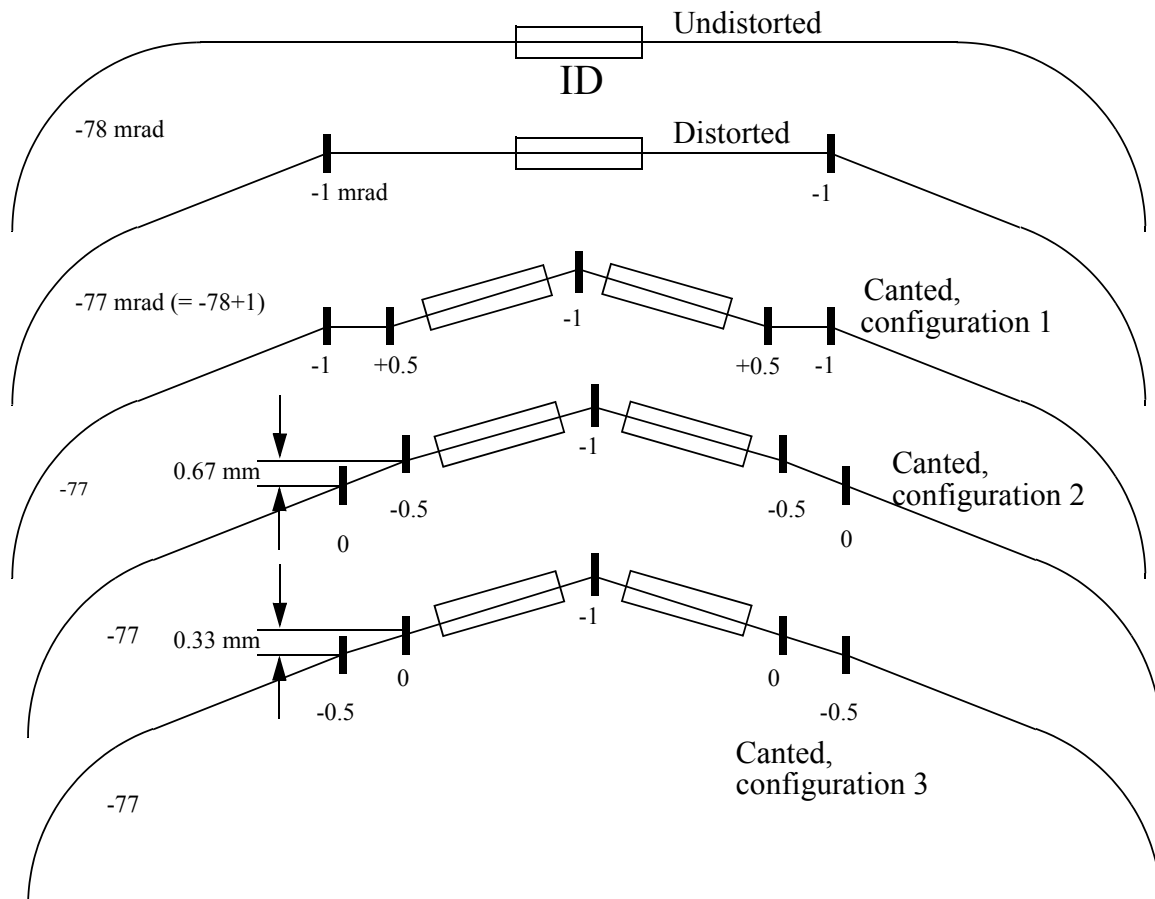 Undistorted
ID
-78 mrad
Distorted
-1 mrad
-1
-77 mrad (= -78+1)
Canted,
configuration 1
-1
-1
+0.5
+0.5
-1
0.67 mm
-1
Canted,
configuration 2
-77
-0.5
-0.5
0
0
-77
0.33 mm
-1
0
0
-0.5
-0.5
Canted,
configuration 3
-77